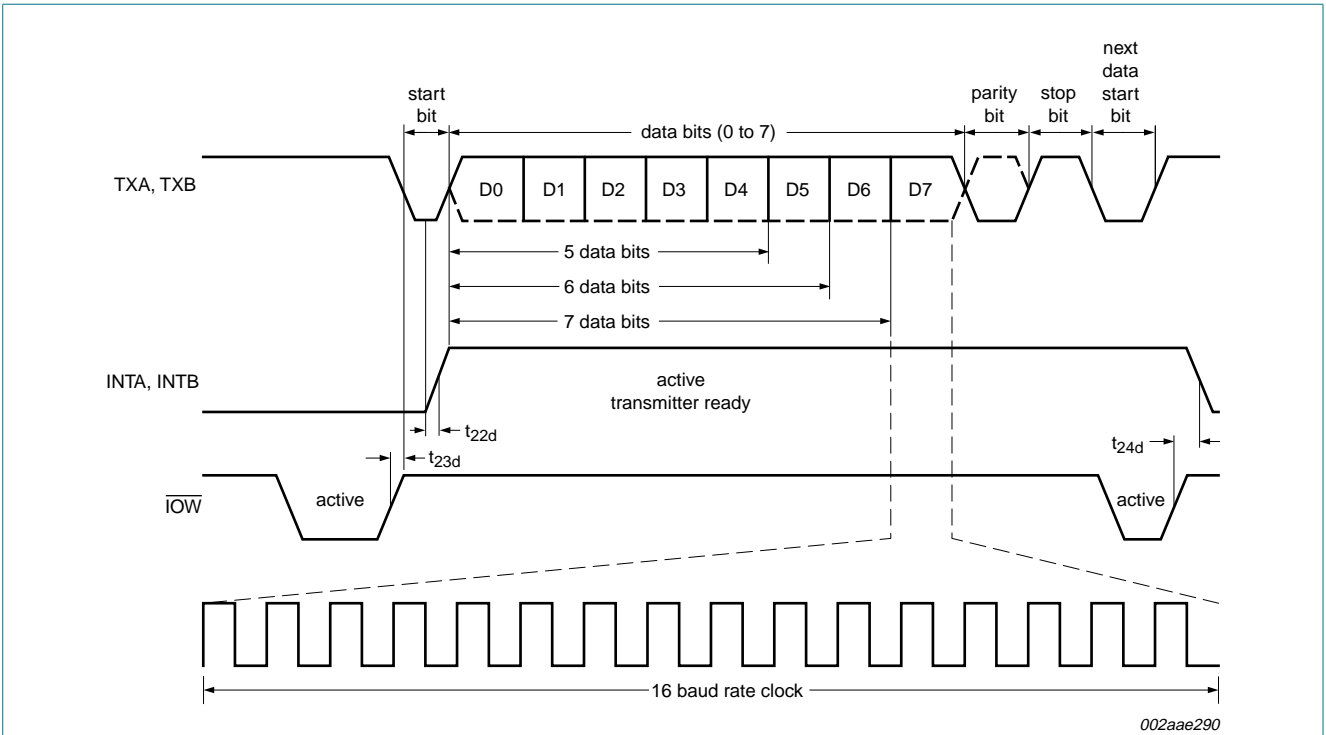 start
bit
data bits (0 to 7)
parity
bit
stop
bit
next
data
start
bit
TXA, TXB
D0 D1 D2 D3 D4 D5 D6 D7
5 data bits
6 data bits
7 data bits
INTA, INTB
active
transmitter ready
t22d
t23d
t24d
IOW
active
active
16 baud rate clock
002aae290